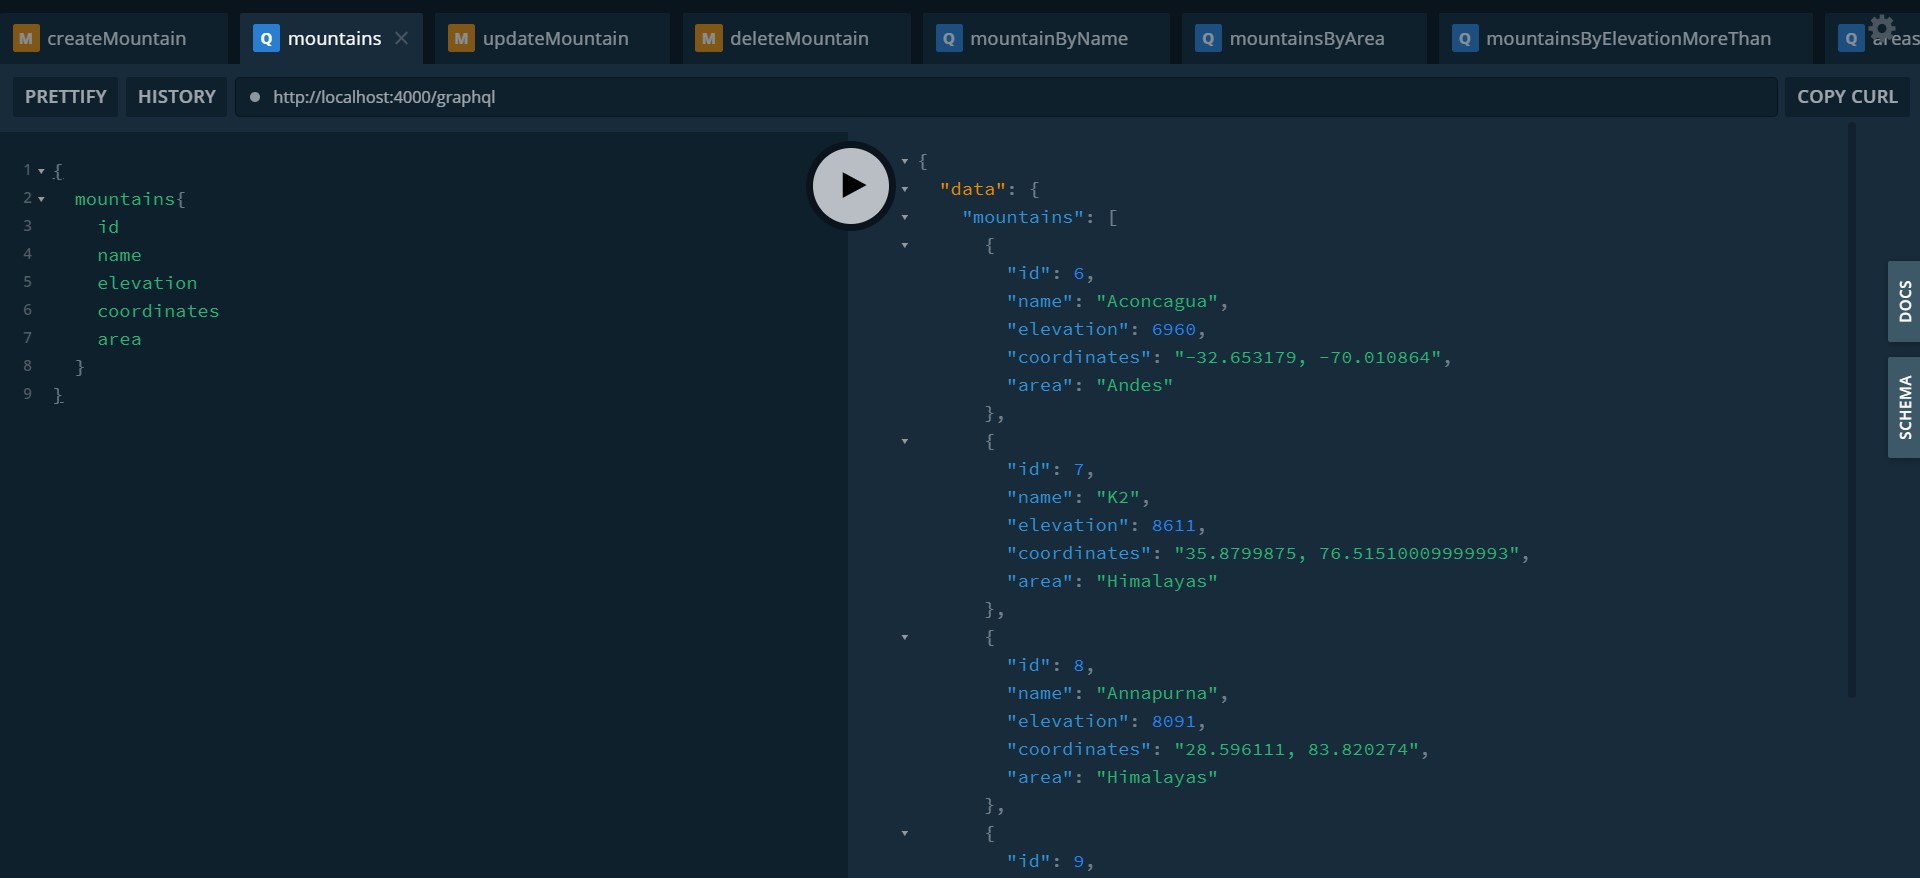 M createMountain
Q mountains ×
M updateMountain
M deleteMountain
Q mountainByName
Q mountainsByArea
Q mountainsByElevationMoreThan
Q areas
PRETTIFY
HISTORY
http://localhost:4000/graphql
COPY CURL
1 {
2 mountains{
3 id
4 name
5 elevation
6 coordinates
7 area
8 }
9 }
{
"data": {
"mountains": [
{
"id": 6,
"name": "Aconcagua",
"elevation": 6960,
"coordinates": "-32.653179, -70.010864",
"area": "Andes"
},
{
"id": 7,
"name": "K2",
"elevation": 8611,
"coordinates": "35.8799875, 76.51510009999993",
"area": "Himalayas"
},
{
"id": 8,
"name": "Annapurna",
"elevation": 8091,
"coordinates": "28.596111, 83.820274",
"area": "Himalayas"
},
{
"id": 9,
DOCS
SCHEMA